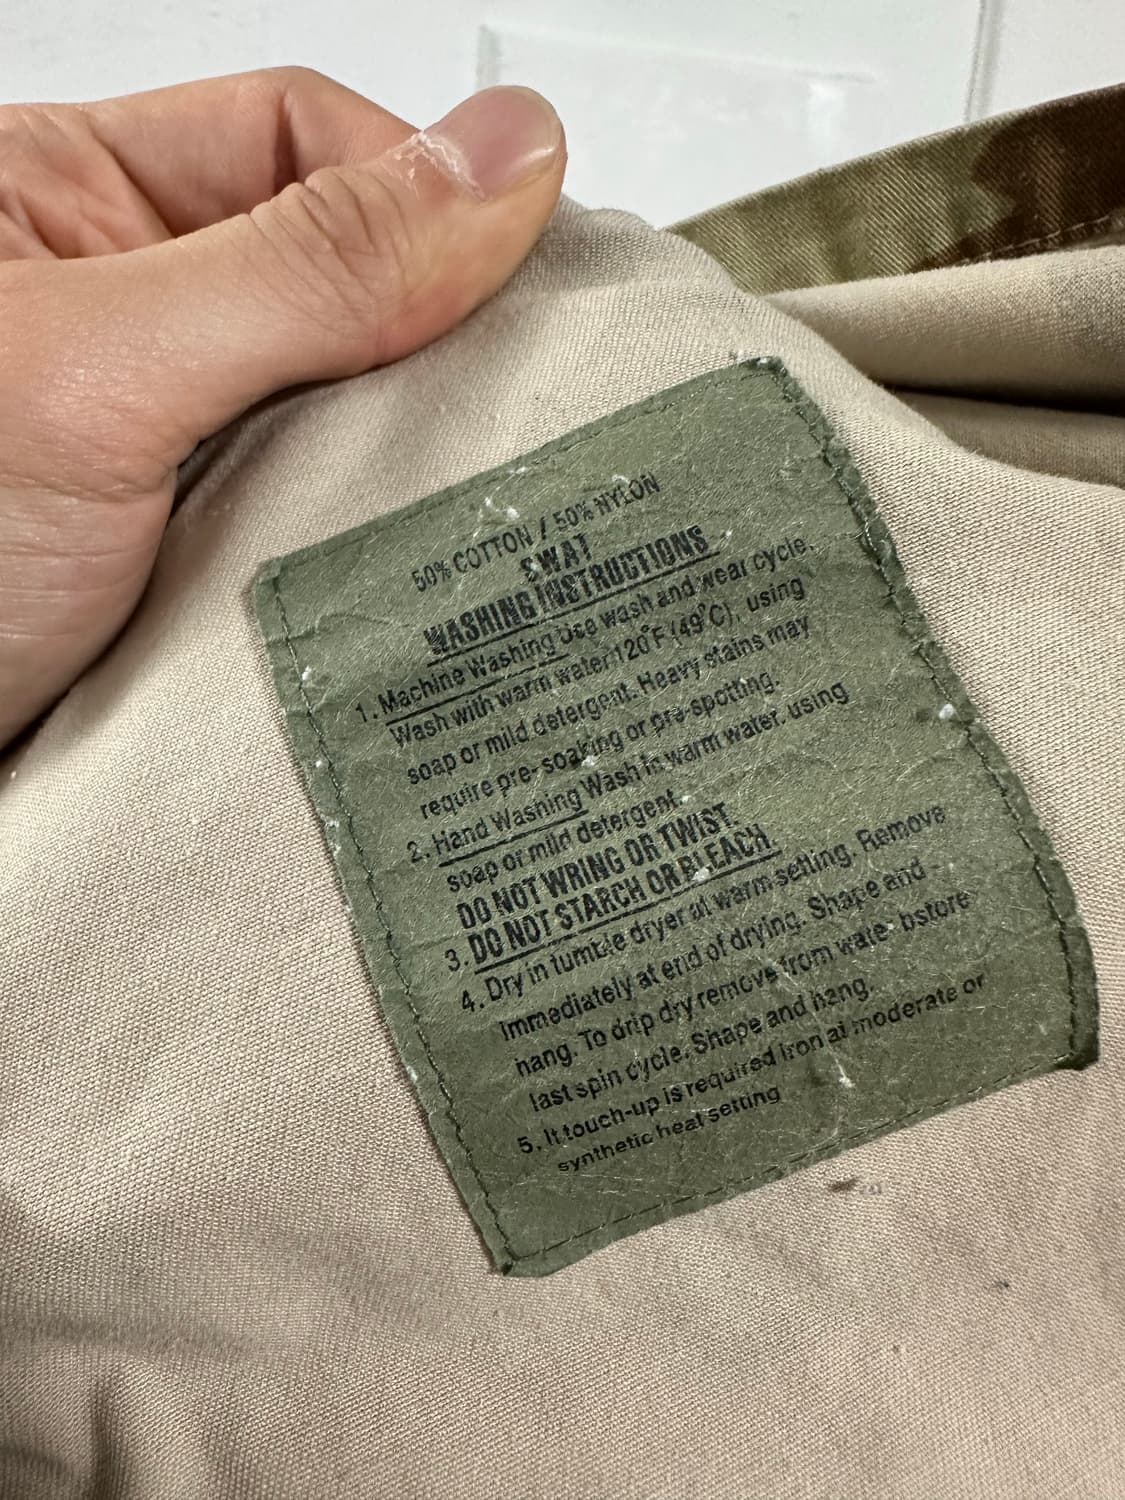 50% COTTON / 50% NYLON
SWAT
WASHING INSTRUCTIONS
1. Machine Washing Use wash and wear cycle.
Wash with warm water 120°F (49°C), using
soap or mild detergent. Heavy stains may
require pre-soaking or pre-spotting.
2. Hand Washing Wash in warm water. using
soap or mild detergent.
DO NOT WRING OR TWIST.
3. DO NOT STARCH OR BLEACH.
4. Dry in tumble dryer at warm setting. Remove
immediately at end of drying. Shape and -
hang. To drip dry remove from water bstore
last spin cycle. Shape and hang.
5. It touch-up is required Iron ai moderate or
synthetic heal setting